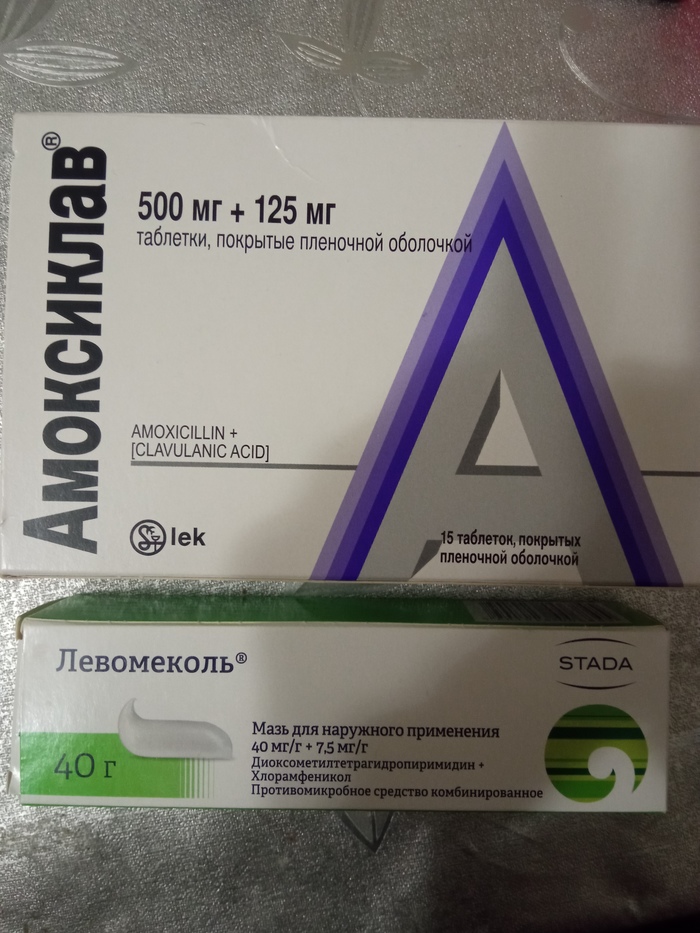 Амоксиклав®
500 мг + 125 мг
таблетки, покрытые пленочной оболочкой
AMOXICILLIN +
[CLAVULANIC ACID]
lek
15 таблеток, покрытых
пленочной оболочкой
Левомеколь®
STADA
40 г
Мазь для наружного применения
40 мг/г + 7,5 мг/г
Диоксометилтетрагидропиримидин +
Хлорамфеникол
Противомикробное средство комбинированное